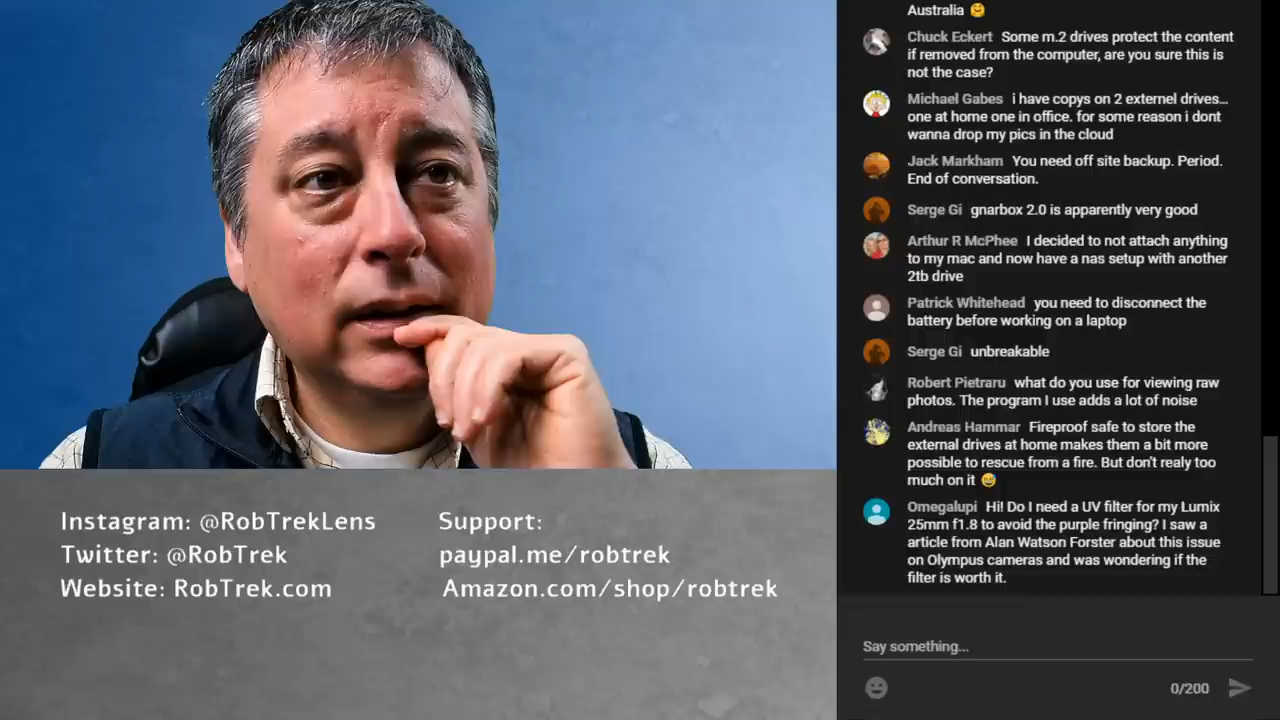 Australia 🤗
Chuck Eckert Some m.2 drives protect the content
if removed from the computer, are you sure this is
not the case?
Michael Gabes i have copys on 2 externel drives...
one at home one in office. for some reason i dont
wanna drop my pics in the cloud
Jack Markham You need off site backup. Period.
End of conversation.
Serge Gi gnarbox 2.0 is apparently very good
Arthur R McPhee I decided to not attach anything
to my mac and now have a nas setup with another
2tb drive
Patrick Whitehead you need to disconnect the
battery before working on a laptop
Serge Gi unbreakable
Robert Pietraru what do you use for viewing raw
photos. The program I use adds a lot of noise
Andreas Hammar Fireproof safe to store the
external drives at home makes them a bit more
possible to rescue from a fire. But don't realy too
much on it 😅
Omegalupi Hi! Do I need a UV filter for my Lumix
25mm f1.8 to avoid the purple fringing? I saw a
article from Alan Watson Forster about this issue
on Olympus cameras and was wondering if the
filter is worth it.
Say something...
0/200
Instagram: @RobTrekLens
Twitter: @RobTrek
Website: RobTrek.com
Support:
paypal.me/robtrek
Amazon.com/shop/robtrek